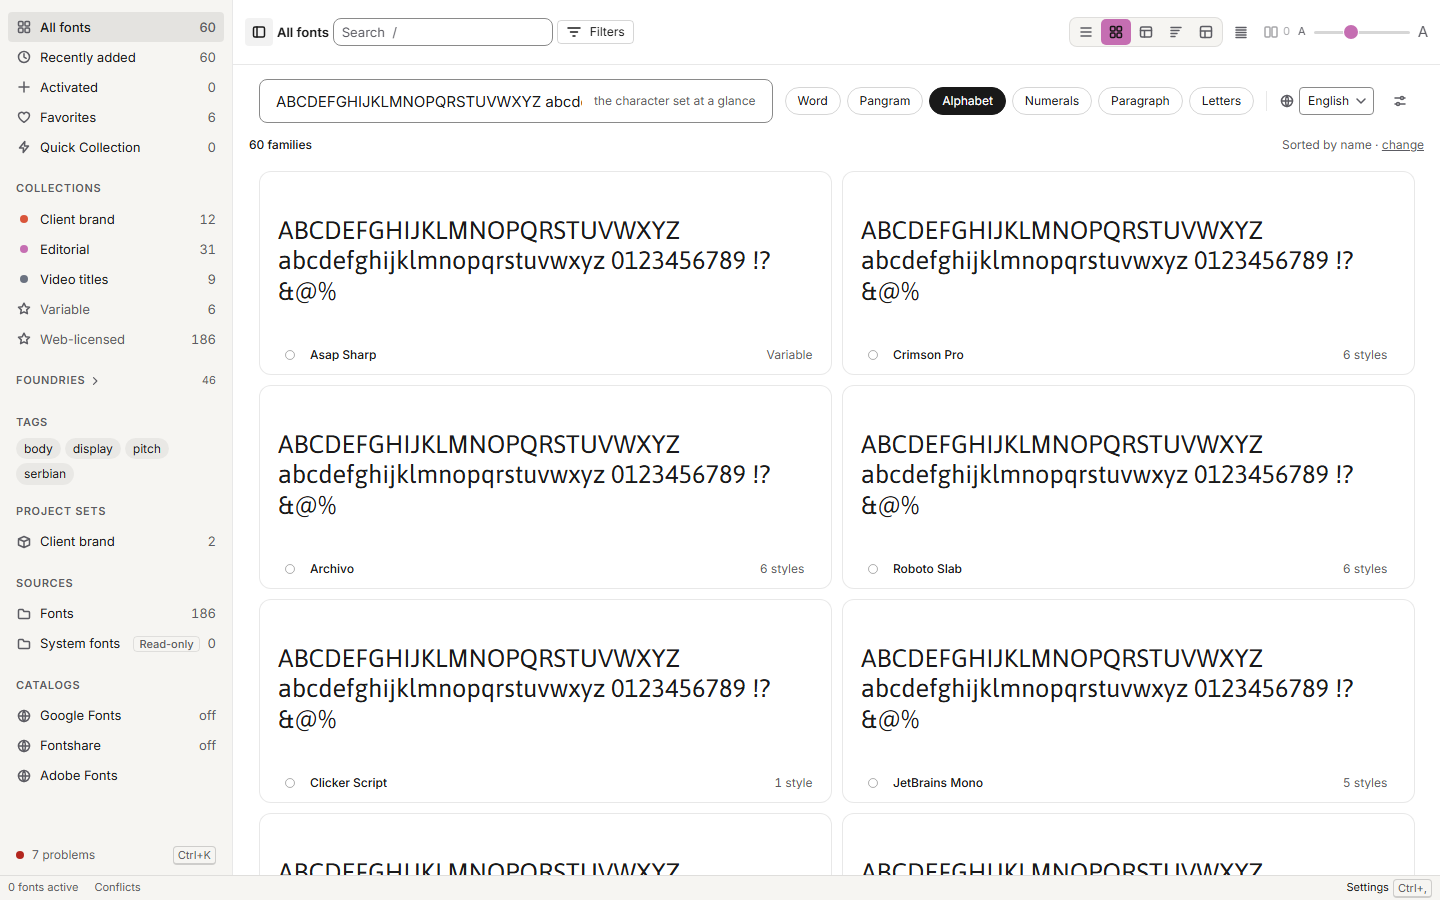 All fonts 60
Recently added 60
Activated 0
Favorites 6
Quick Collection 0
COLLECTIONS
Client brand 12
Editorial 31
Video titles 9
Variable 6
Web-licensed 186
FOUNDRIES 46
TAGS
body display pitch
serbian
PROJECT SETS
Client brand 2
SOURCES
Fonts 186
System fonts Read-only 0
CATALOGS
Google Fonts off
Fontshare off
Adobe Fonts
7 problems Ctrl+K
All fonts Search / Filters 0 A A
ABCDEFGHIJKLMNOPQRSTUVWXYZ abcd the character set at a glance Word Pangram Alphabet Numerals Paragraph Letters English
60 families Sorted by name · change
ABCDEFGHIJKLMNOPQRSTUVWXYZ
abcdefghijklmnopqrstuvwxyz 0123456789 !?
&@%
Asap Sharp Variable
ABCDEFGHIJKLMNOPQRSTUVWXYZ
abcdefghijklmnopqrstuvwxyz 0123456789 !?
&@%
Crimson Pro 6 styles
ABCDEFGHIJKLMNOPQRSTUVWXYZ
abcdefghijklmnopqrstuvwxyz 0123456789 !?
&@%
Archivo 6 styles
ABCDEFGHIJKLMNOPQRSTUVWXYZ
abcdefghijklmnopqrstuvwxyz 0123456789 !?
&@%
Roboto Slab 6 styles
ABCDEFGHIJKLMNOPQRSTUVWXYZ
abcdefghijklmnopqrstuvwxyz 0123456789 !?
&@%
Clicker Script 1 style
ABCDEFGHIJKLMNOPQRSTUVWXYZ
abcdefghijklmnopqrstuvwxyz 0123456789 !?
&@%
JetBrains Mono 5 styles
ABCDEFGHIJKLMNOPQRSTUVWXYZ
ABCDEFGHIJKLMNOPQRSTUVWXYZ
0 fonts active Conflicts Settings Ctrl+,